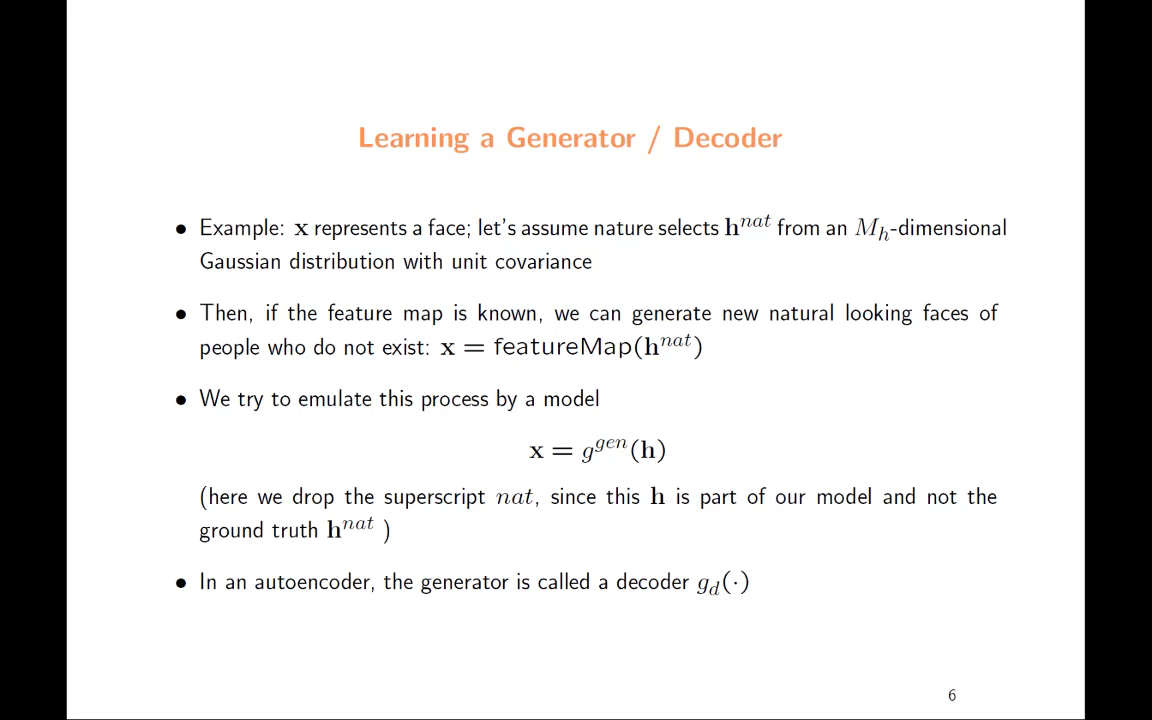 Learning a Generator / Decoder
• Example: x represents a face; let's assume nature selects h^{nat} from an M_h-dimensional
Gaussian distribution with unit covariance
• Then, if the feature map is known, we can generate new natural looking faces of
people who do not exist: x = featureMap(h^{nat})
• We try to emulate this process by a model
x = g^{gen}(h)
(here we drop the superscript nat, since this h is part of our model and not the
ground truth h^{nat} )
• In an autoencoder, the generator is called a decoder g_d(·)
6